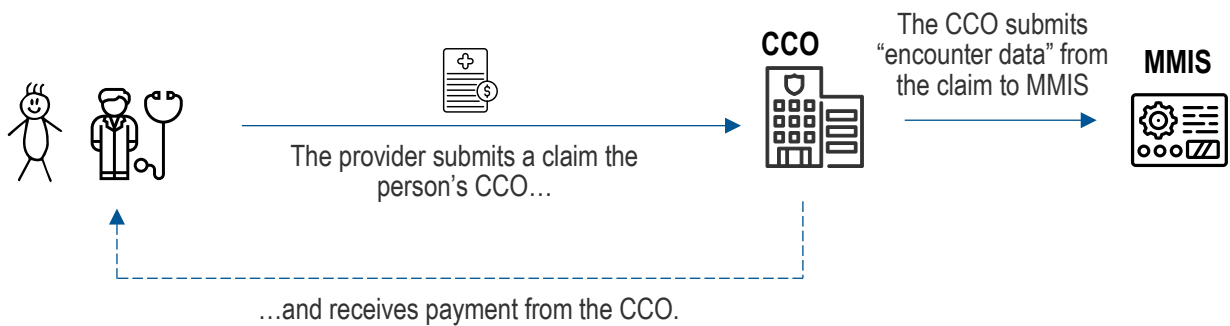 The provider submits a claim the
person’s CCO…
CCO
The CCO submits
“encounter data” from
the claim to MMIS
MMIS
…and receives payment from the CCO.